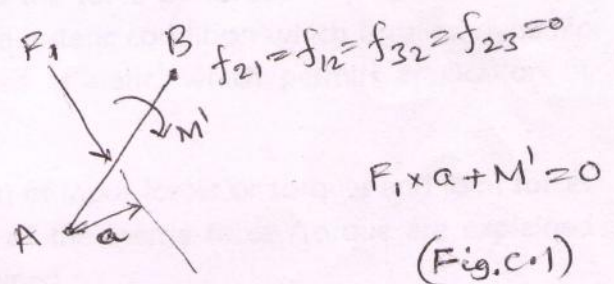 F₁
B
f₂₁=f₁₂=f₃₂=f₂₃=0
M'
F₁×a+M'=0
A
a
(Fig.C.1)